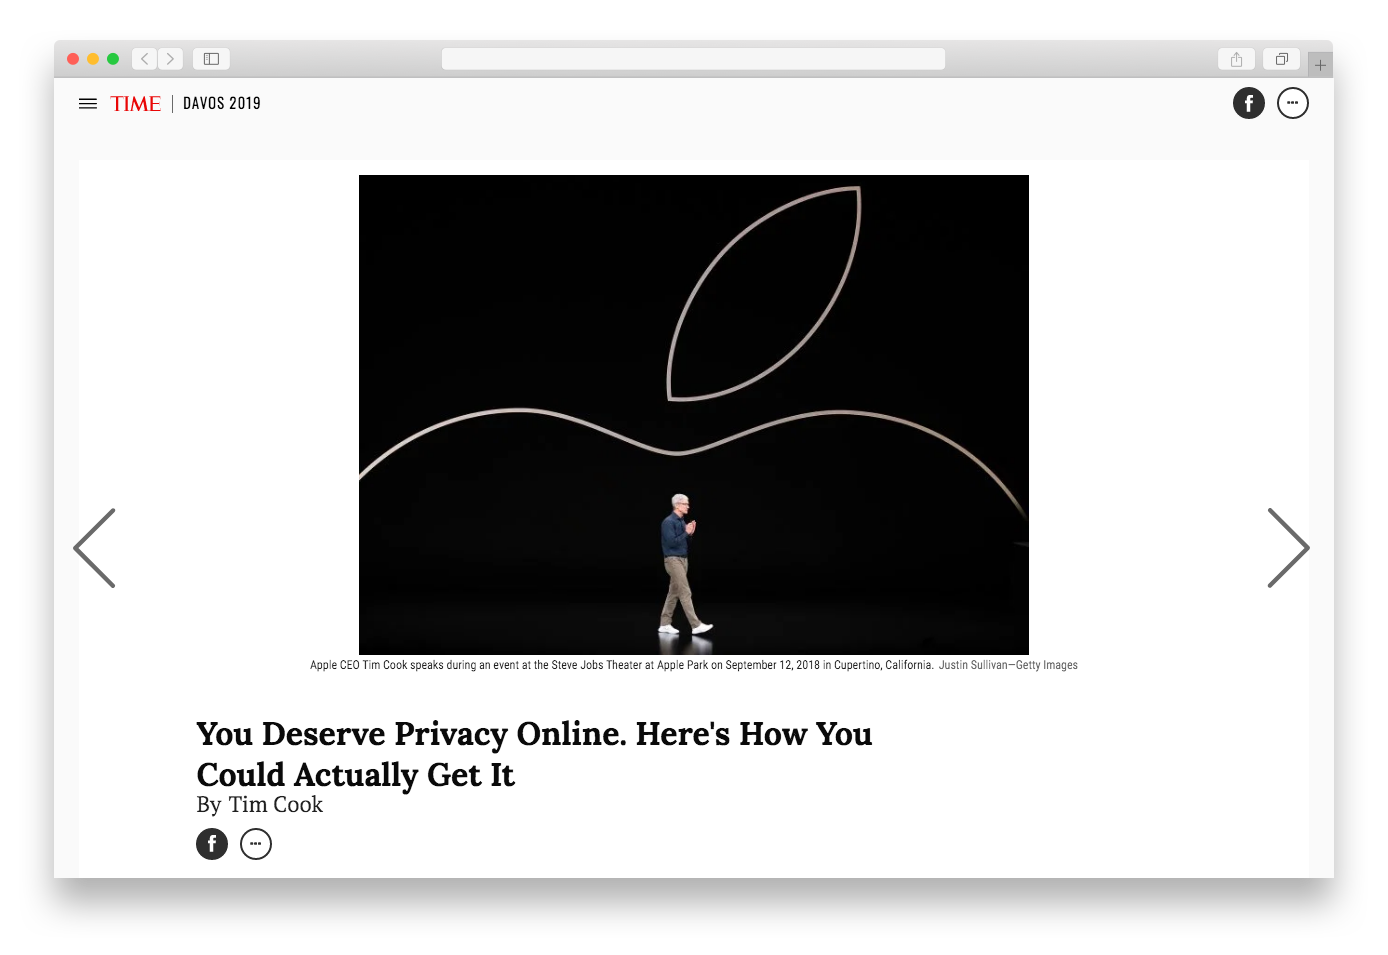 TIME | DAVOS 2019
Apple CEO Tim Cook speaks during an event at the Steve Jobs Theater at Apple Park on September 12, 2018 in Cupertino, California. Justin Sullivan—Getty Images
You Deserve Privacy Online. Here's How You
Could Actually Get It
By Tim Cook